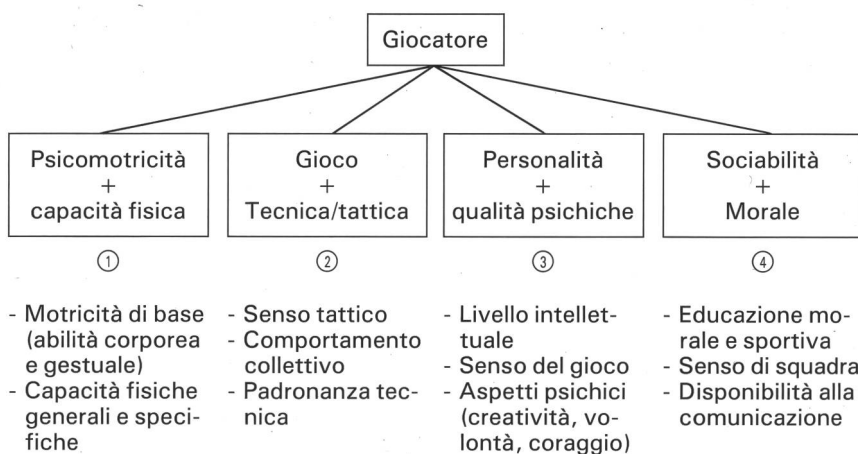 Giocatore
Psicomotricità
+
capacità fisica
Gioco
+
Tecnica/tattica
Personalità
+
qualità psichiche
Sociabilità
+
Morale
①
②
③
④
- Motricità di base
(abilità corporea
e gestuale)
- Capacità fisiche
generali e speci-
fiche
- Senso tattico
- Comportamento
collettivo
- Padronanza tec-
nica
- Livello intellet-
tuale
- Senso del gioco
- Aspetti psichici
(creatività, vo-
lontà, coraggio)
- Educazione mo-
rale e sportiva
- Senso di squadra
- Disponibilità alla
comunicazione